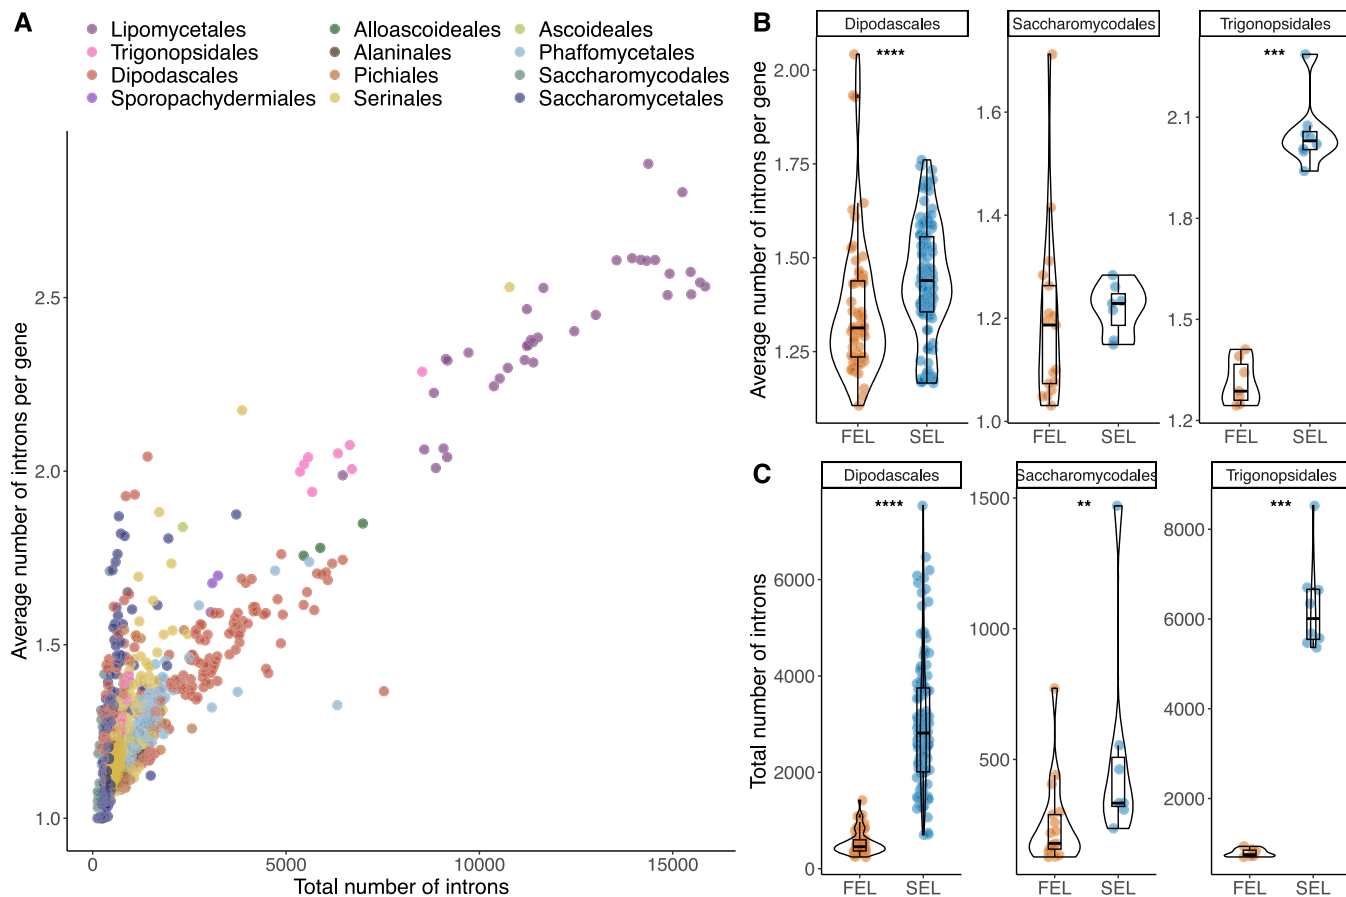 A
Lipomycetales
Alloascoideales
Ascoideales
Trigonopsidales
Alaninales
Phaffomycetales
Dipodascales
Pichiales
Saccharomycodales
Sporopachydermiales
Serinales
Saccharomycetales
Average number of introns per gene
2.5
2.0
1.5
1.0
0
5000
10000
15000
Total number of introns
B
Average number of introns per gene
Dipodascales
****
2.00
1.75
1.50
1.25
FEL
SEL
Saccharomycodales
1.6
1.4
1.2
1.0
FEL
SEL
Trigonopsidales
***
2.1
1.8
1.5
1.2
FEL
SEL
C
Total number of introns
Dipodascales
****
6000
4000
2000
0
FEL
SEL
Saccharomycodales
**
1500
1000
500
FEL
SEL
Trigonopsidales
***
8000
6000
4000
2000
FEL
SEL